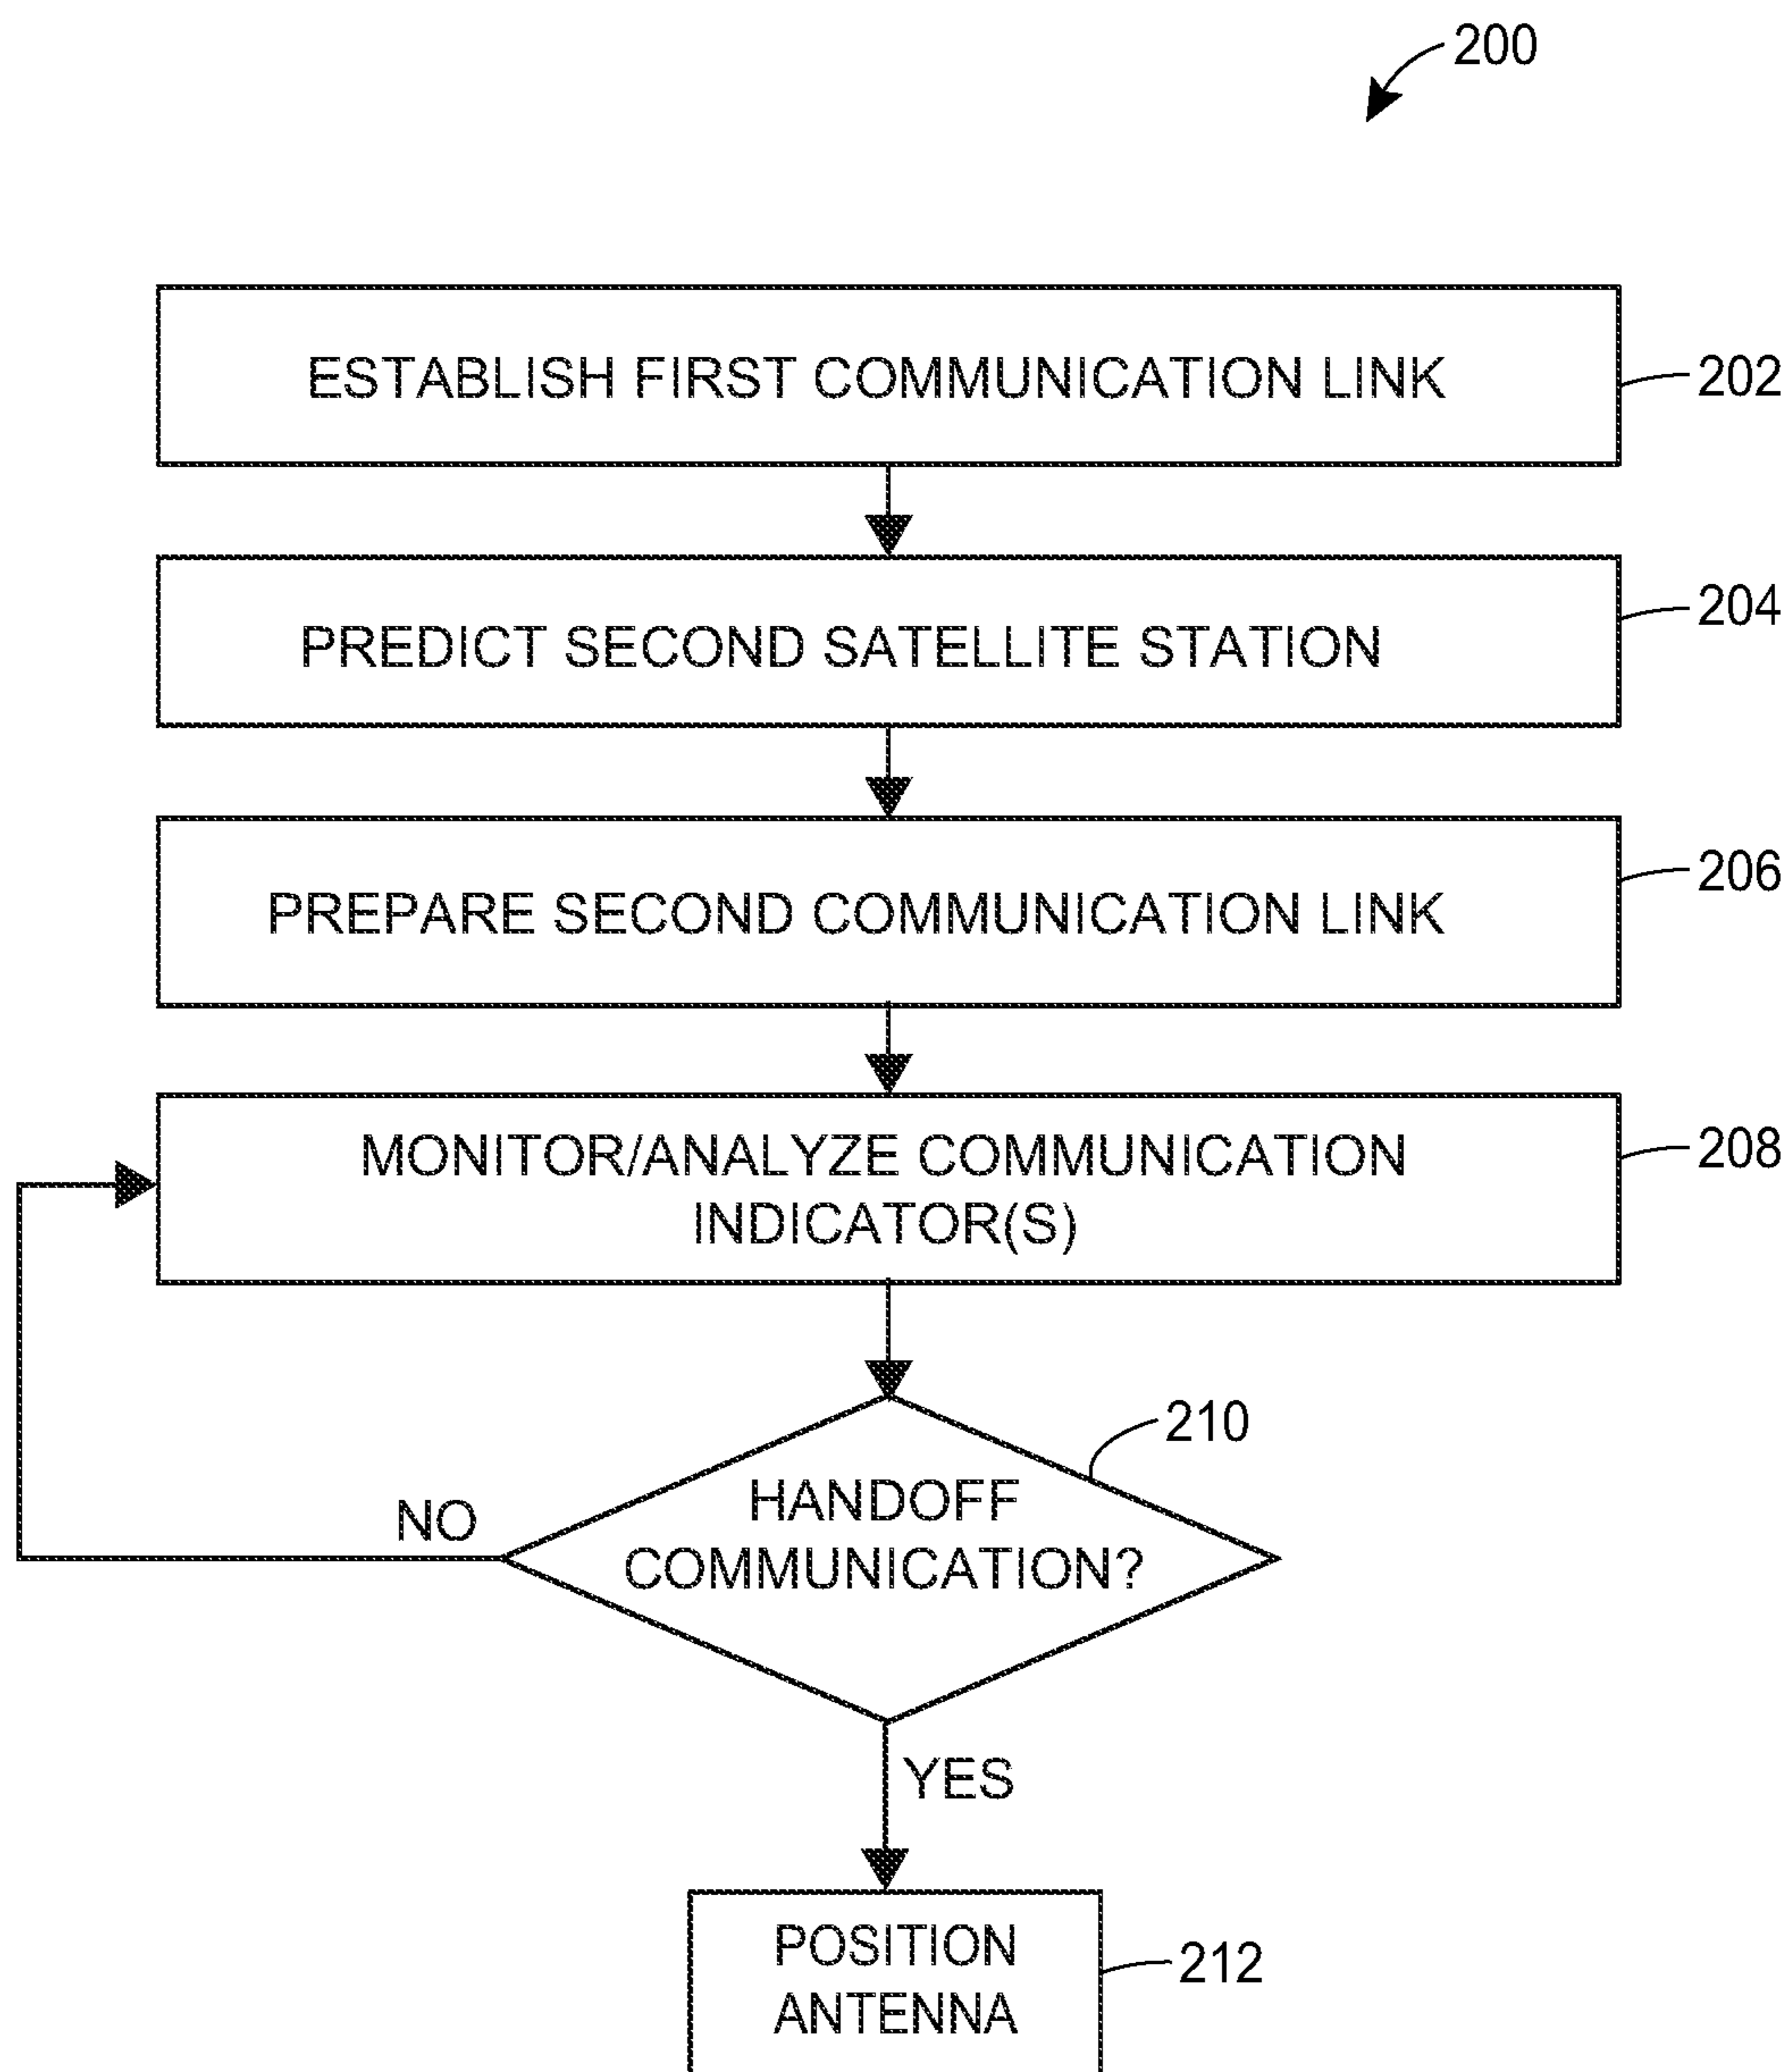 200
ESTABLISH FIRST COMMUNICATION LINK
202
PREDICT SECOND SATELLITE STATION
204
PREPARE SECOND COMMUNICATION LINK
206
MONITOR/ANALYZE COMMUNICATION
INDICATOR(S)
208
210
HANDOFF
COMMUNICATION?
NO
YES
POSITION
ANTENNA
212